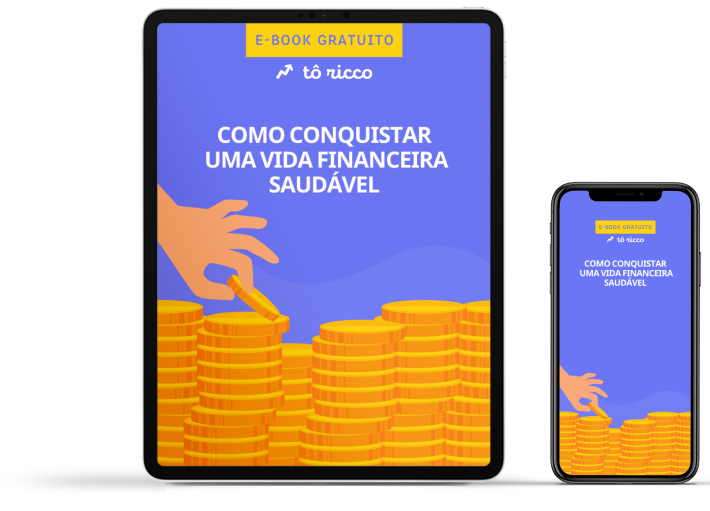 E-BOOK GRATUITO
tô ricco
COMO CONQUISTAR
UMA VIDA FINANCEIRA
SAUDÁVEL
E-BOOK GRATUITO
tô ricco
COMO CONQUISTAR
UMA VIDA FINANCEIRA
SAUDÁVEL